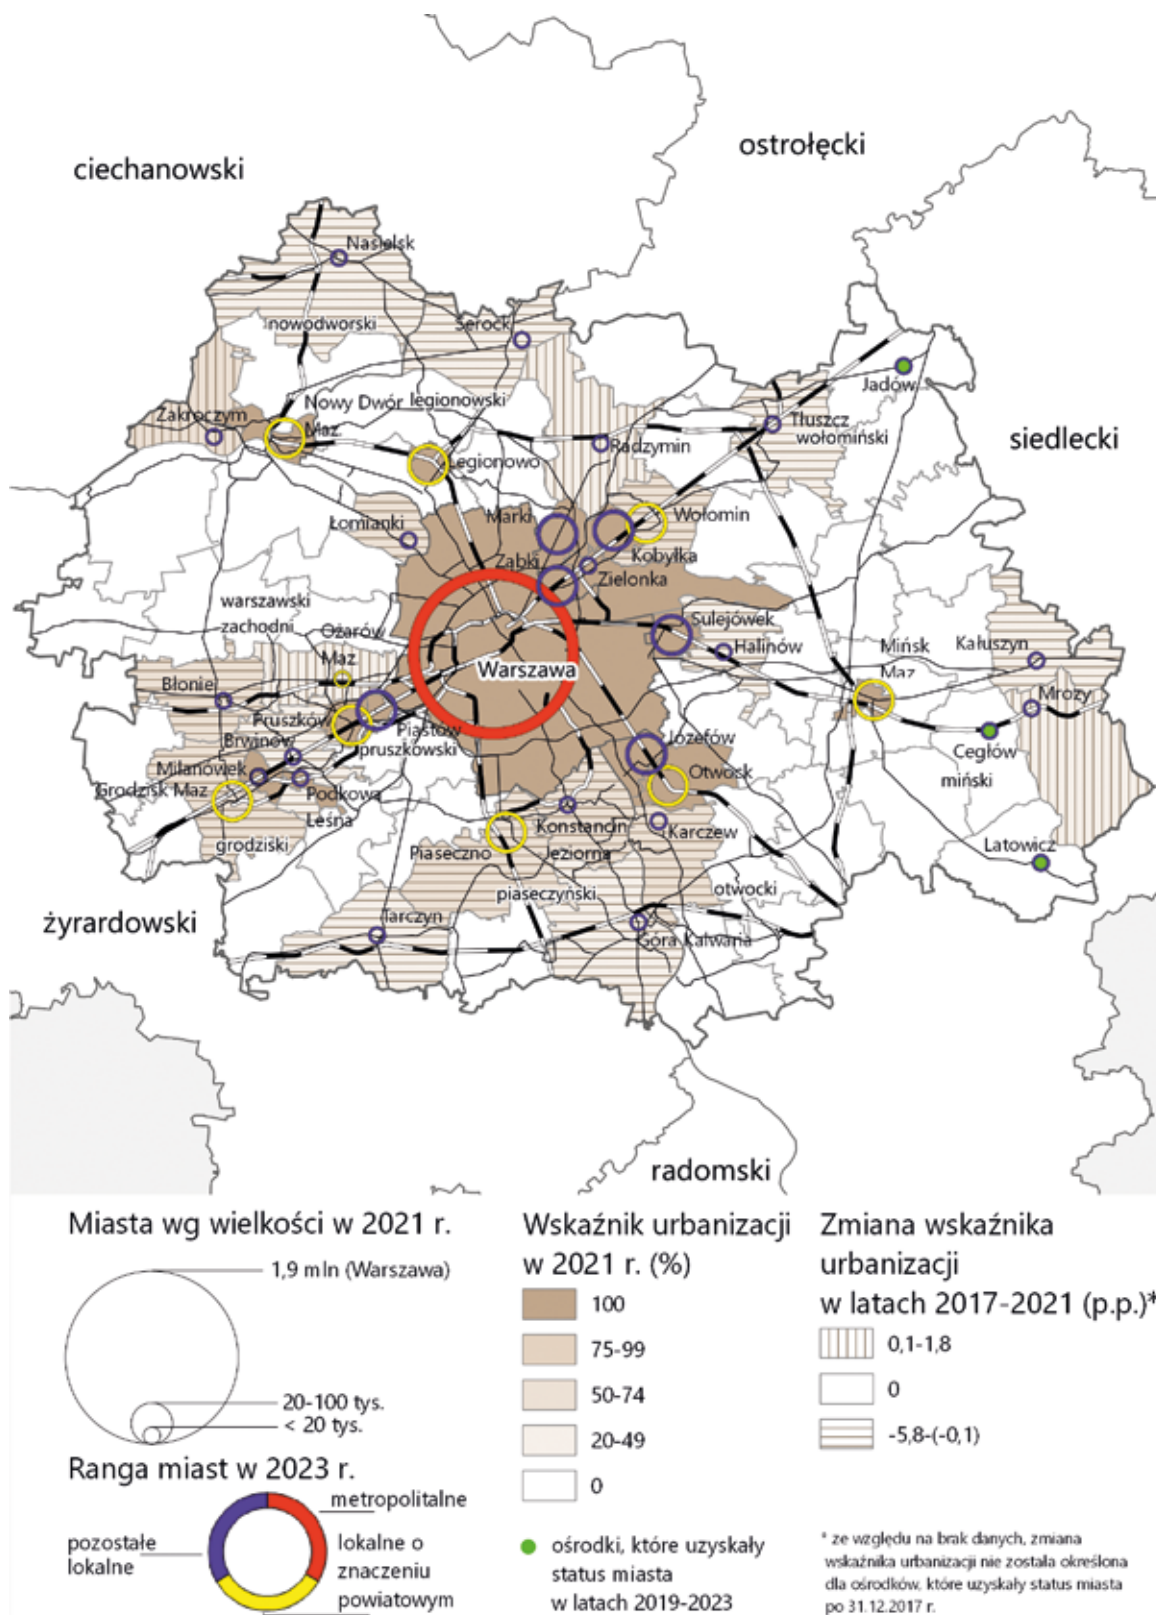 ciechanowski
ostrołęcki
Nasielsk
nowodworski
Serock
Jadów
Nowy Dwór
Maz.
legionowski
Zakroczym
Tłuszcz
wołomiński
siedlecki
Radzymin
Legionowo
Łomianki
Marki
Wołomin
Kobyłka
Ząbki
Zielonka
warszawski
zachodni
Ożarów
Maz.
Sulejówek
Halinów
Mińsk
Maz.
Kałuszyn
Warszawa
Błonie
Mrozy
Pruszków
Piastów
pruszkowski
Brwinów
Józefów
Cegłów
miński
Milanówek
Otwock
Grodzisk Maz.
Podkowa
Leśna
Konstancin
Jeziorna
Karczew
grodziski
Piaseczno
Latowicz
piaseczyński
otwocki
żyrardowski
Tarczyn
Góra Kalwaria
radomski
Miasta wg wielkości w 2021 r.
1,9 mln (Warszawa)
20-100 tys.
< 20 tys.
Ranga miast w 2023 r.
metropolitalne
pozostałe
lokalne
lokalne o
znaczeniu
powiatowym
Wskaźnik urbanizacji
w 2021 r. (%)
100
75-99
50-74
20-49
0
ośrodki, które uzyskały
status miasta
w latach 2019-2023
Zmiana wskaźnika
urbanizacji
w latach 2017-2021 (p.p.)*
0,1-1,8
0
-5,8-(-0,1)
* ze względu na brak danych, zmiana
wskaźnika urbanizacji nie została określona
dla ośrodków, które uzyskały status miasta
po 31.12.2017 r.